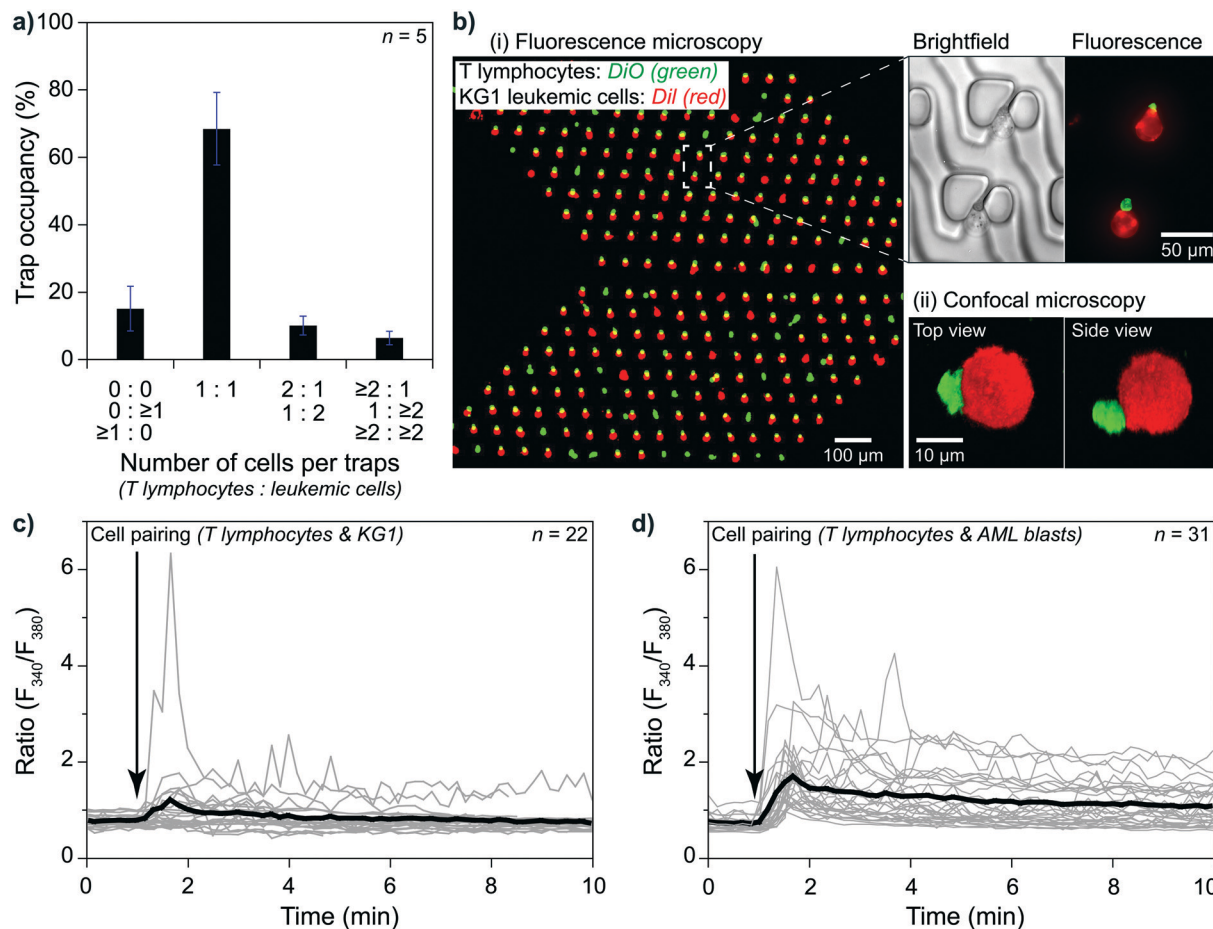 a)
100
80
60
40
20
0
Trap occupancy (%)
n = 5
0 : 0
0 : ≥1
≥1 : 0
1 : 1
2 : 1
1 : 2
≥2 : 1
1 : ≥2
≥2 : ≥2
Number of cells per traps
(T lymphocytes : leukemic cells)
b)
(i) Fluorescence microscopy
T lymphocytes: DiO (green)
KG1 leukemic cells: DiI (red)
100 µm
Brightfield
Fluorescence
50 µm
(ii) Confocal microscopy
Top view
10 µm
Side view
c)
Cell pairing (T lymphocytes & KG1)
n = 22
6
4
2
0
Ratio (F340/F380)
0 2 4 6 8 10
Time (min)
d)
Cell pairing (T lymphocytes & AML blasts)
n = 31
6
4
2
0
Ratio (F340/F380)
0 2 4 6 8 10
Time (min)